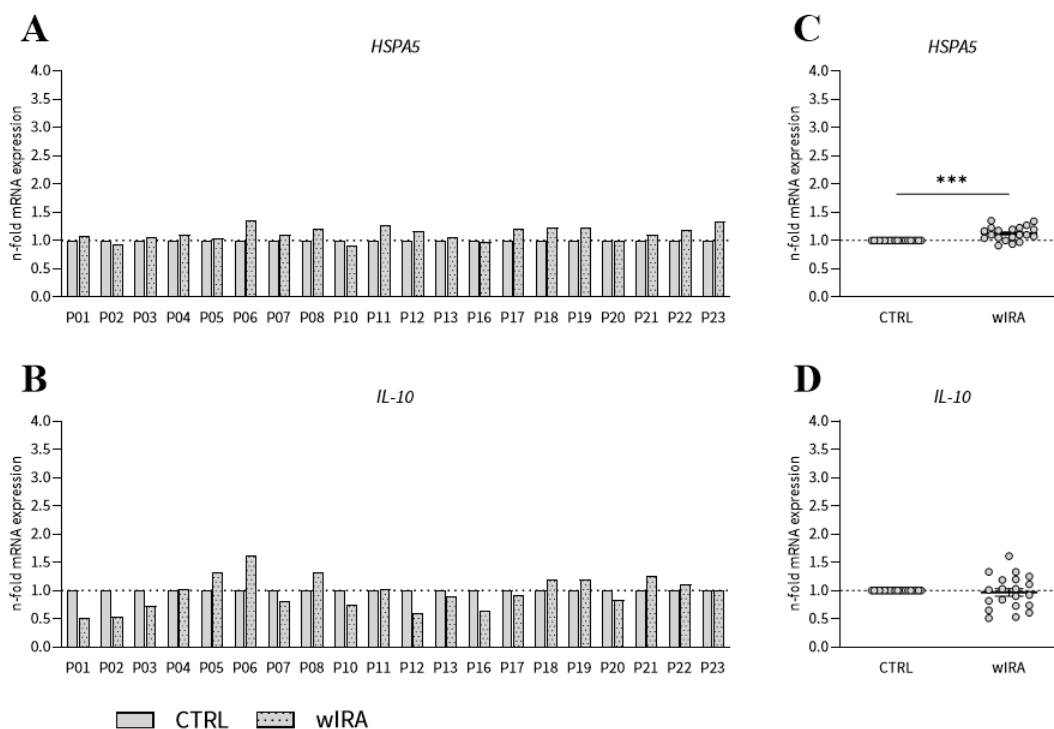 A
HSPA5
n-fold mRNA expression
4.0
3.5
3.0
2.5
2.0
1.5
1.0
0.5
0.0
P01 P02 P03 P04 P05 P06 P07 P08 P10 P11 P12 P13 P16 P17 P18 P19 P20 P21 P22 P23
C
HSPA5
n-fold mRNA expression
4.0
3.5
3.0
2.5
2.0
1.5
1.0
0.5
0.0
***
CTRL wIRA
B
IL-10
n-fold mRNA expression
4.0
3.5
3.0
2.5
2.0
1.5
1.0
0.5
0.0
P01 P02 P03 P04 P05 P06 P07 P08 P10 P11 P12 P13 P16 P17 P18 P19 P20 P21 P22 P23
D
IL-10
n-fold mRNA expression
4.0
3.5
3.0
2.5
2.0
1.5
1.0
0.5
0.0
CTRL wIRA
CTRL wIRA